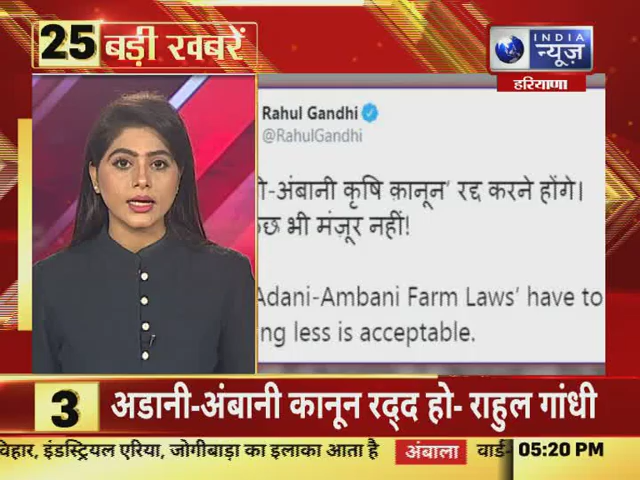 25 बड़ी खबरें
INDIA
न्यूज़
हरियाणा
Rahul Gandhi
@RahulGandhi
-अंबानी कृषि क़ानून' रद्द करने होंगे।
भी मंज़ूर नहीं!
Adani-Ambani Farm Laws' have to
ng less is acceptable.
3 अडानी-अंबानी कानून रद्द हो- राहुल गांधी
विहार, इंडस्ट्रियल एरिया, जोगीबाड़ा का इलाका आता है अंबाला वार्ड- 05:20 PM